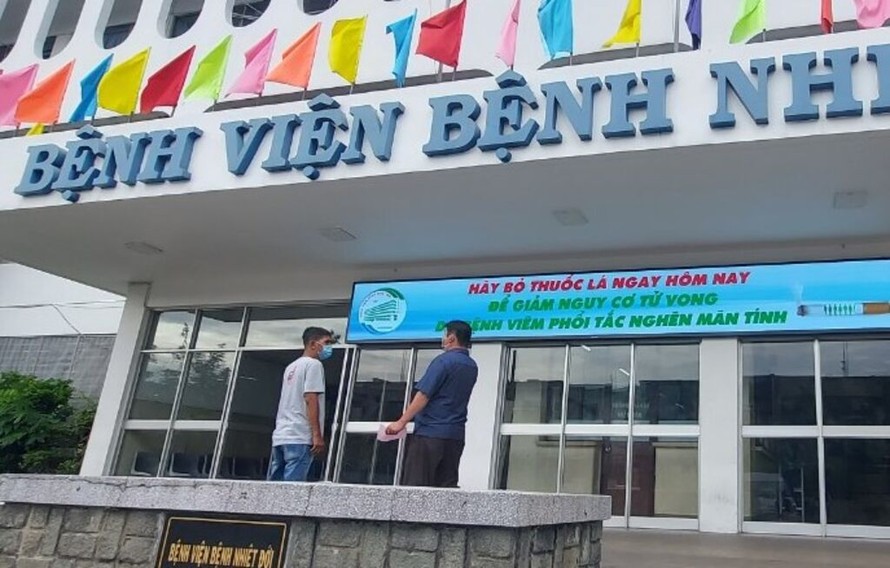 BỆNH VIỆN BỆNH NHI
HÃY BỎ THUỐC LÁ NGAY HÔM NAY
ĐỂ GIẢM NGUY CƠ TỬ VONG
BỆNH VIÊM PHỔI TẮC NGHẼN MÃN TÍNH
BỆNH VIỆN BỆNH NHIỆT ĐỚI